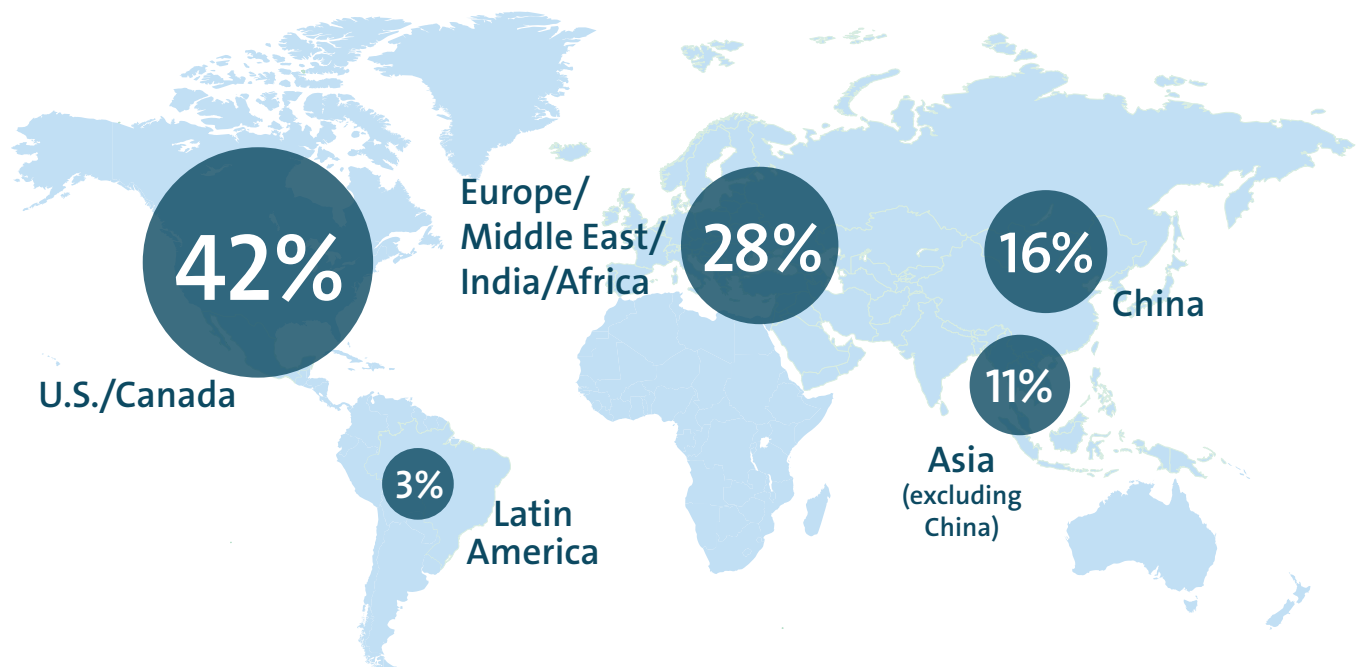 42%
U.S./Canada
Europe/
Middle East/
India/Africa
28%
16%
China
11%
Asia
(excluding
China)
3%
Latin
America